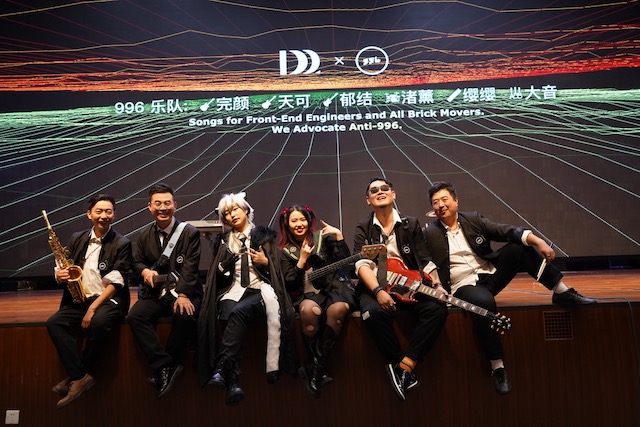 DD × 996
996 乐队: 完颜 天可 郁结 渚薰 缨缨 大音
Songs for Front-End Engineers and All Brick Movers.
We Advocate Anti-996.